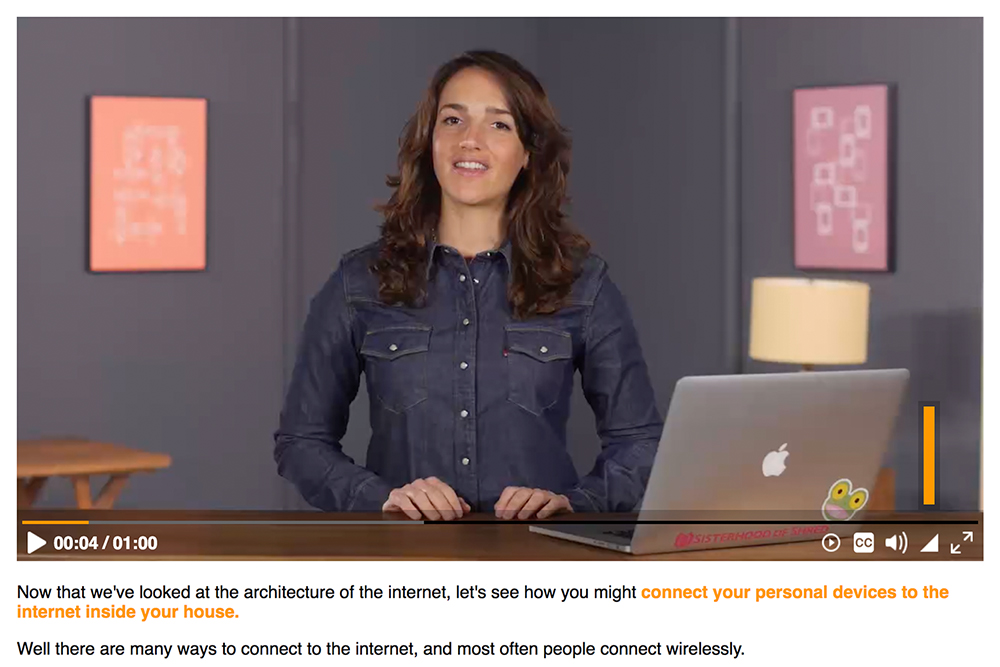 SISTERHOOD OF SHRED
00:04 / 01:00
CC
Now that we've looked at the architecture of the internet, let's see how you might connect your personal devices to the
internet inside your house.
Well there are many ways to connect to the internet, and most often people connect wirelessly.